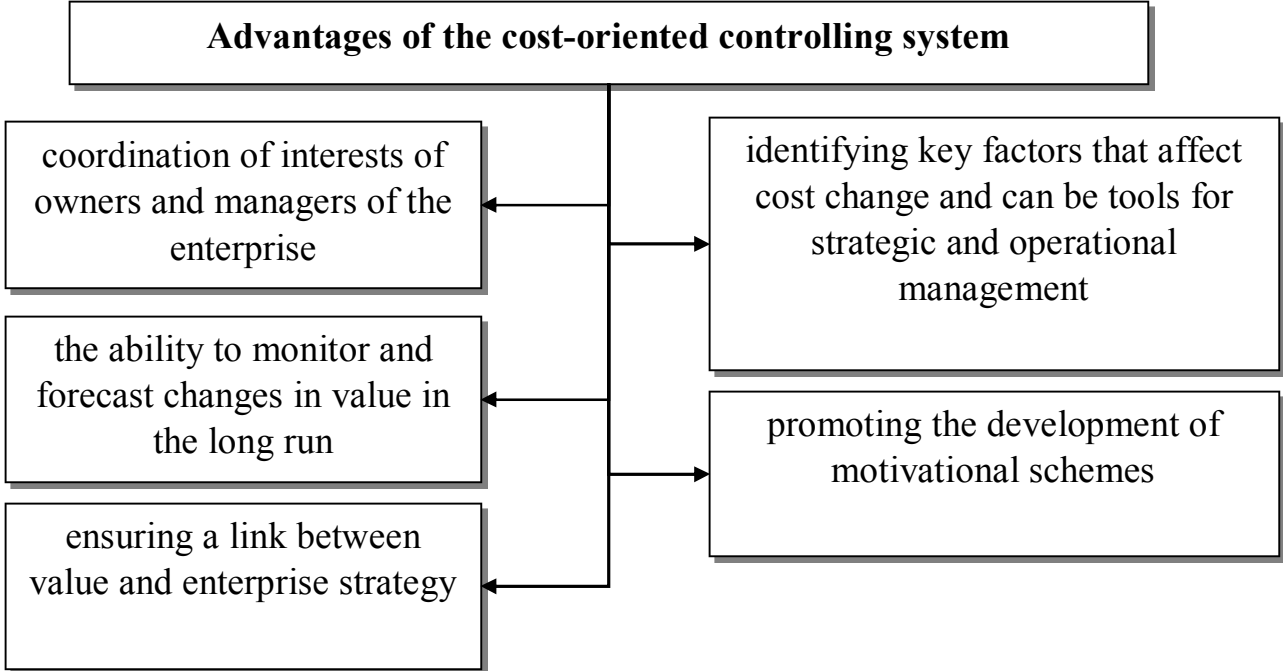 Advantages of the cost-oriented controlling system
coordination of interests of
owners and managers of the
enterprise
the ability to monitor and
forecast changes in value in
the long run
ensuring a link between
value and enterprise strategy
identifying key factors that affect
cost change and can be tools for
strategic and operational
management
promoting the development of
motivational schemes